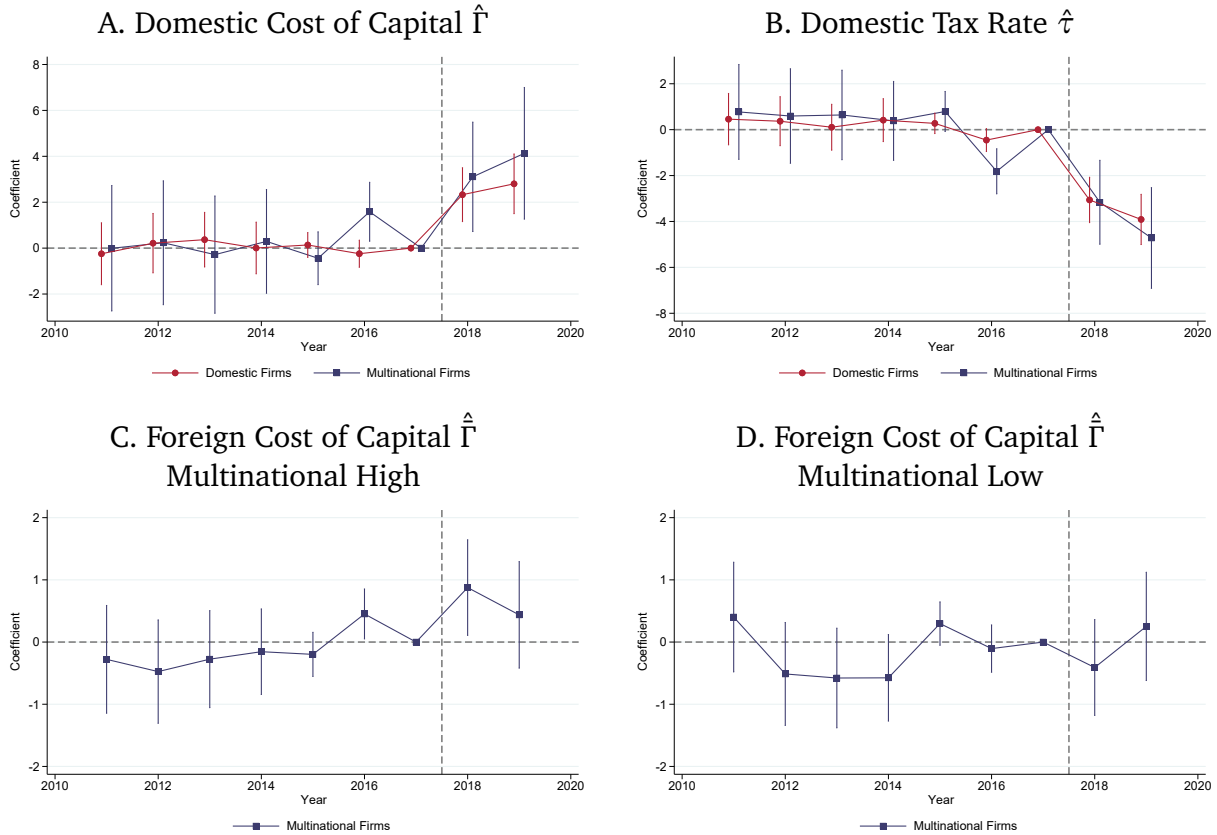 A. Domestic Cost of Capital Γ̂
8
6
4
2
0
-2
Coefficient
2010 2012 2014 2016 2018 2020
Year
Domestic Firms Multinational Firms
B. Domestic Tax Rate τ̂
2
0
-2
-4
-6
-8
Coefficient
2010 2012 2014 2016 2018 2020
Year
Domestic Firms Multinational Firms
C. Foreign Cost of Capital Γ̄̂
Multinational High
2
1
0
-1
-2
Coefficient
2010 2012 2014 2016 2018 2020
Year
Multinational Firms
D. Foreign Cost of Capital Γ̄̂
Multinational Low
2
1
0
-1
-2
Coefficient
2010 2012 2014 2016 2018 2020
Year
Multinational Firms